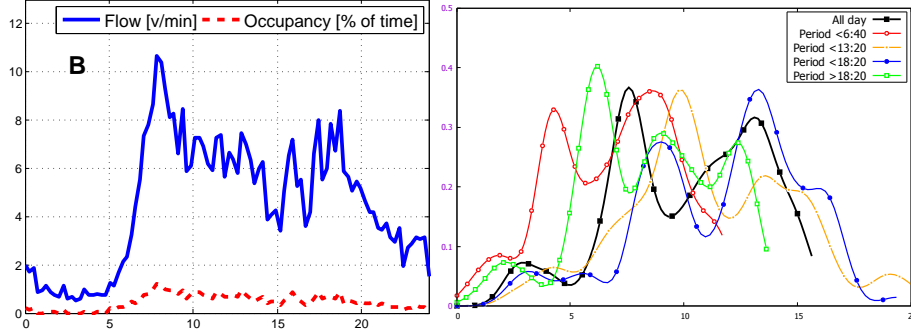 Flow [v/min] Occupancy [% of time]
B
12
10
8
6
4
2
0
0 5 10 15 20
All day
Period <6:40
Period <13:20
Period <18:20
Period >18:20
0.5
0.4
0.3
0.2
0.1
0
0 5 10 15 2